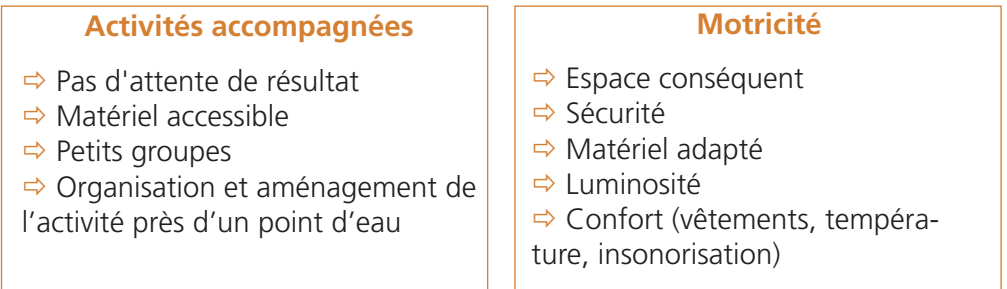 Activités accompagnées
⇨ Pas d'attente de résultat
⇨ Matériel accessible
⇨ Petits groupes
⇨ Organisation et aménagement de
l’activité près d’un point d’eau
Motricité
⇨ Espace conséquent
⇨ Sécurité
⇨ Matériel adapté
⇨ Luminosité
⇨ Confort (vêtements, tempéra-
ture, insonorisation)